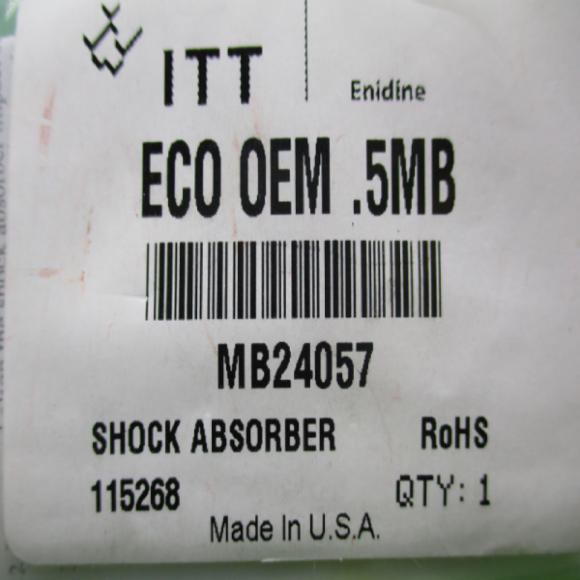 ITT
Enidine
ECO OEM .5MB
MB24057
SHOCK ABSORBER RoHS
115268 QTY: 1
Made In U.S.A.